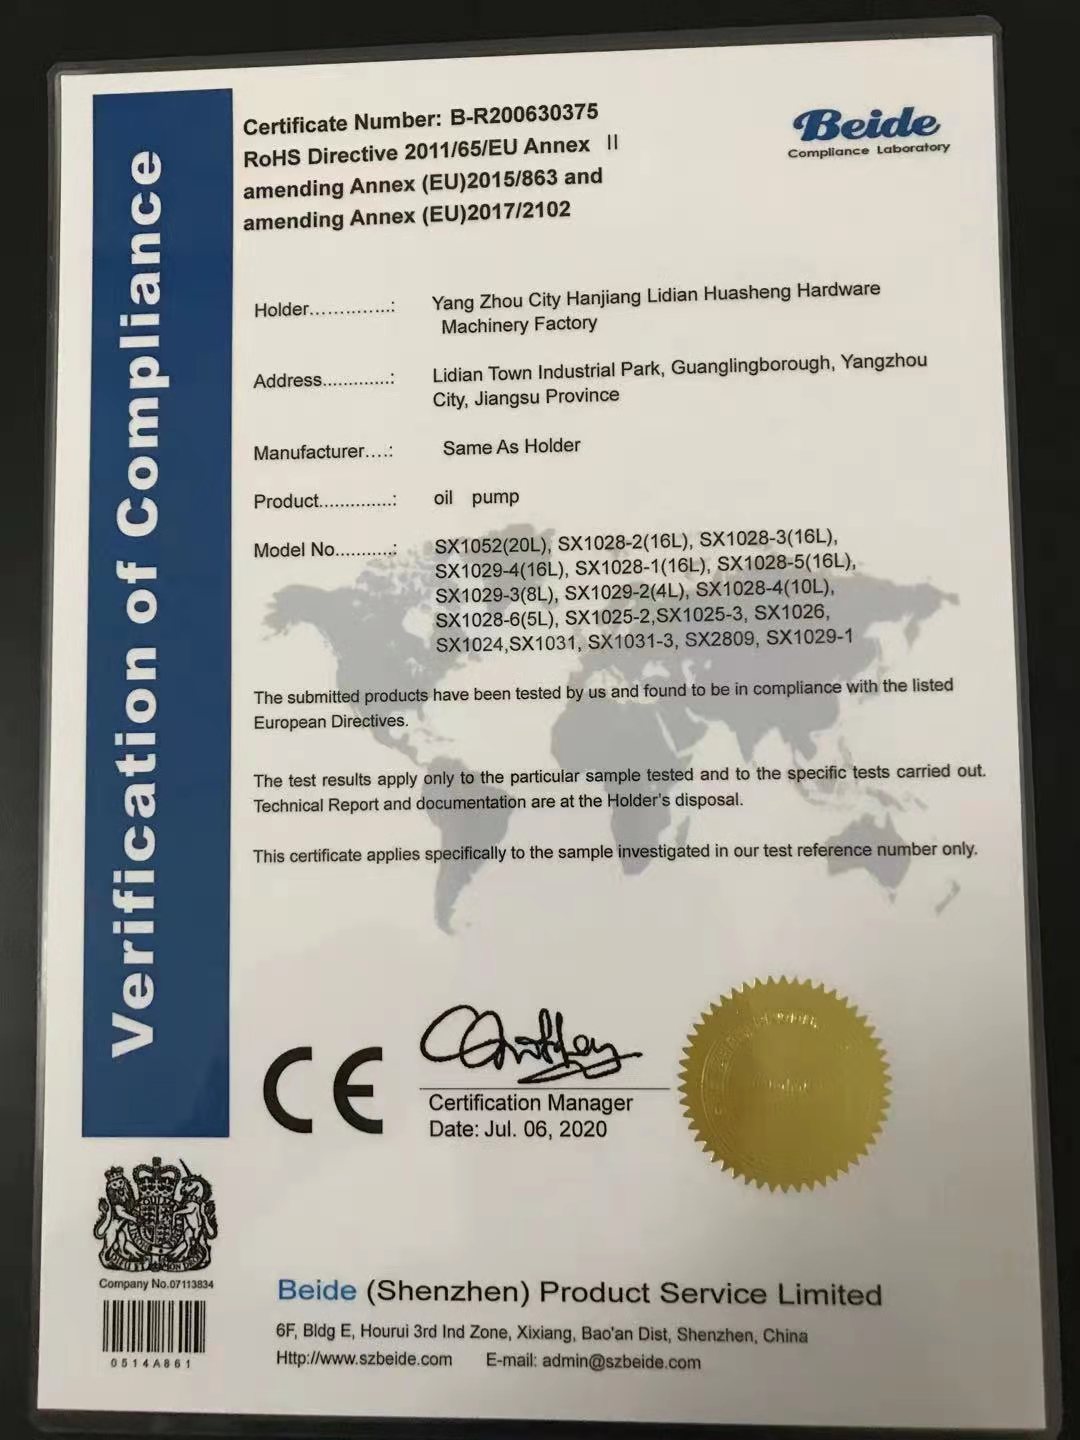 Verification of Compliance
Certificate Number: B-R200630375
RoHS Directive 2011/65/EU Annex II
amending Annex (EU)2015/863 and
amending Annex (EU)2017/2102
Beide
Compliance Laboratory
Holder..............: Yang Zhou City Hanjiang Lidian Huasheng Hardware
Machinery Factory
Address.............: Lidian Town Industrial Park, Guanglingborough, Yangzhou
City, Jiangsu Province
Manufacturer....: Same As Holder
Product..............: oil pump
Model No...........: SX1052(20L), SX1028-2(16L), SX1028-3(16L),
SX1029-4(16L), SX1028-1(16L), SX1028-5(16L),
SX1029-3(8L), SX1029-2(4L), SX1028-4(10L),
SX1028-6(5L), SX1025-2,SX1025-3, SX1026,
SX1024,SX1031, SX1031-3, SX2809, SX1029-1
The submitted products have been tested by us and found to be in compliance with the listed
European Directives.
The test results apply only to the particular sample tested and to the specific tests carried out.
Technical Report and documentation are at the Holder's disposal.
This certificate applies specifically to the sample investigated in our test reference number only.
CE
Certification Manager
Date: Jul. 06, 2020
Company No.07113834
0514A861
Beide (Shenzhen) Product Service Limited
6F, Bldg E, Hourui 3rd Ind Zone, Xixiang, Bao'an Dist, Shenzhen, China
Http://www.szbeide.com E-mail: admin@szbeide.com